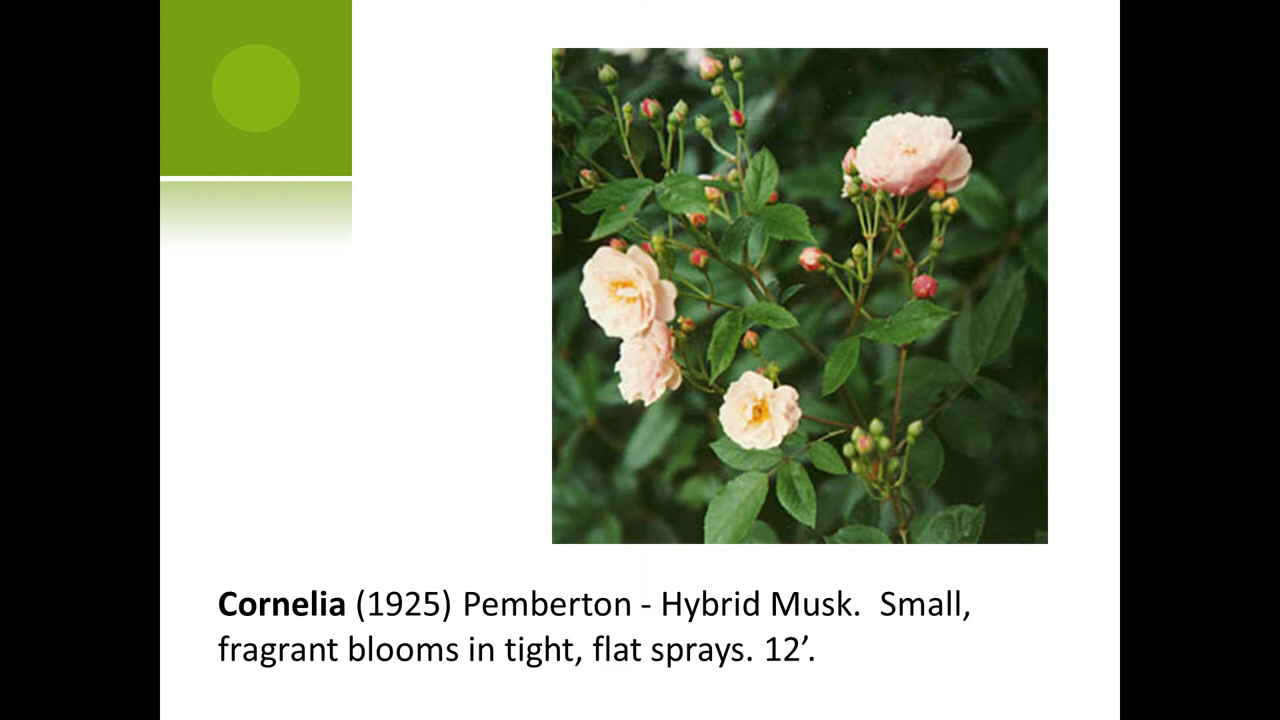 Cornelia (1925) Pemberton - Hybrid Musk.  Small,
fragrant blooms in tight, flat sprays. 12’.